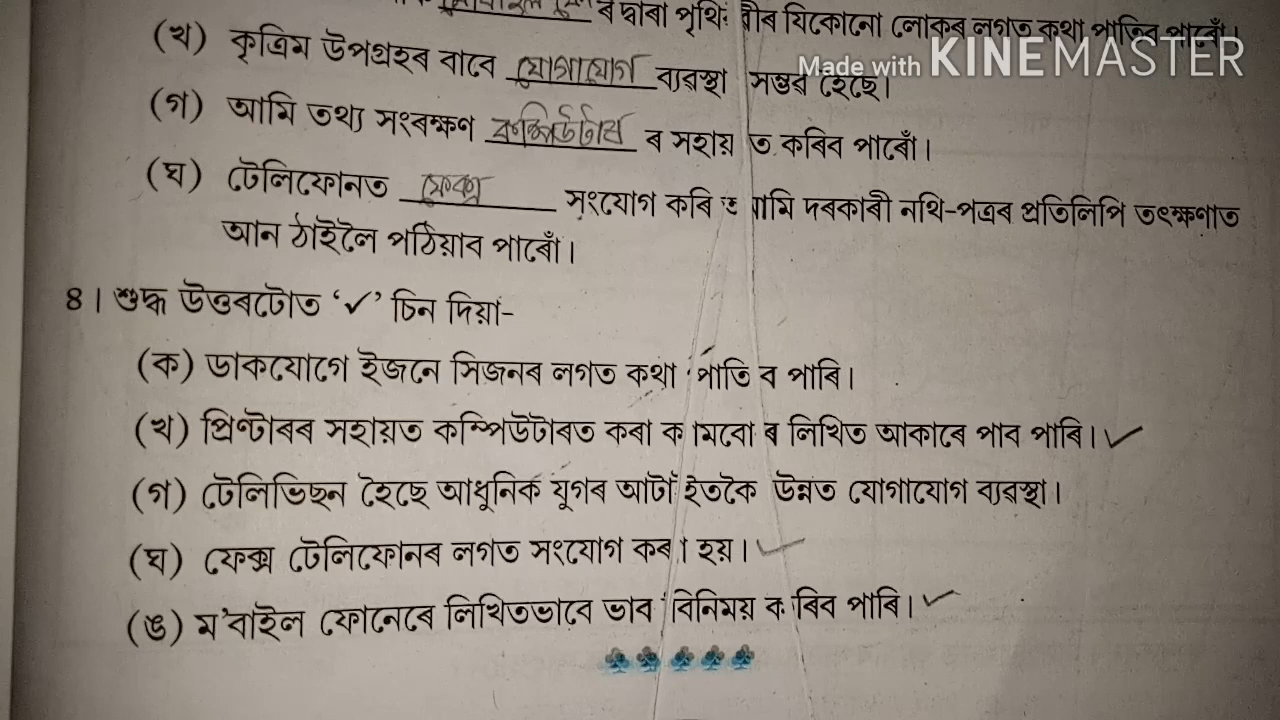 ৰ দ্বাৰা পৃথিৱীৰ যিকোনো লোকৰ লগত কথা পাতিব পাৰোঁ।
Made with KINEMASTER
(খ) কৃত্ৰিম উপগ্ৰহৰ বাবে যোগাযোগ ব্যৱস্থা সম্ভৱ হৈছে।
(গ) আমি তথ্য সংৰক্ষণ কম্পিউটাৰ ৰ সহায়ত কৰিব পাৰোঁ।
(ঘ) টেলিফোনত ফেক্স সংযোগ কৰি আমি দৰকাৰী নথি-পত্ৰৰ প্ৰতিলিপি তৎক্ষণাত
আন ঠাইলৈ পঠিয়াব পাৰোঁ।
8। শুদ্ধ উত্তৰটোত ‘✓’ চিন দিয়া-
(ক) ডাকযোগে ইজনে সিজনৰ লগত কথা পাতিব পাৰি।
(খ) প্ৰিণ্টাৰৰ সহায়ত কম্পিউটাৰত কৰা কামবোৰ লিখিত আকাৰে পাব পাৰি। ✓
(গ) টেলিভিছন হৈছে আধুনিক যুগৰ আটাইতকৈ উন্নত যোগাযোগ ব্যৱস্থা।
(ঘ) ফেক্স টেলিফোনৰ লগত সংযোগ কৰা হয়। ✓
(ঙ) ম’বাইল ফোনেৰে লিখিতভাবে ভাব বিনিময় কৰিব পাৰি। ✓